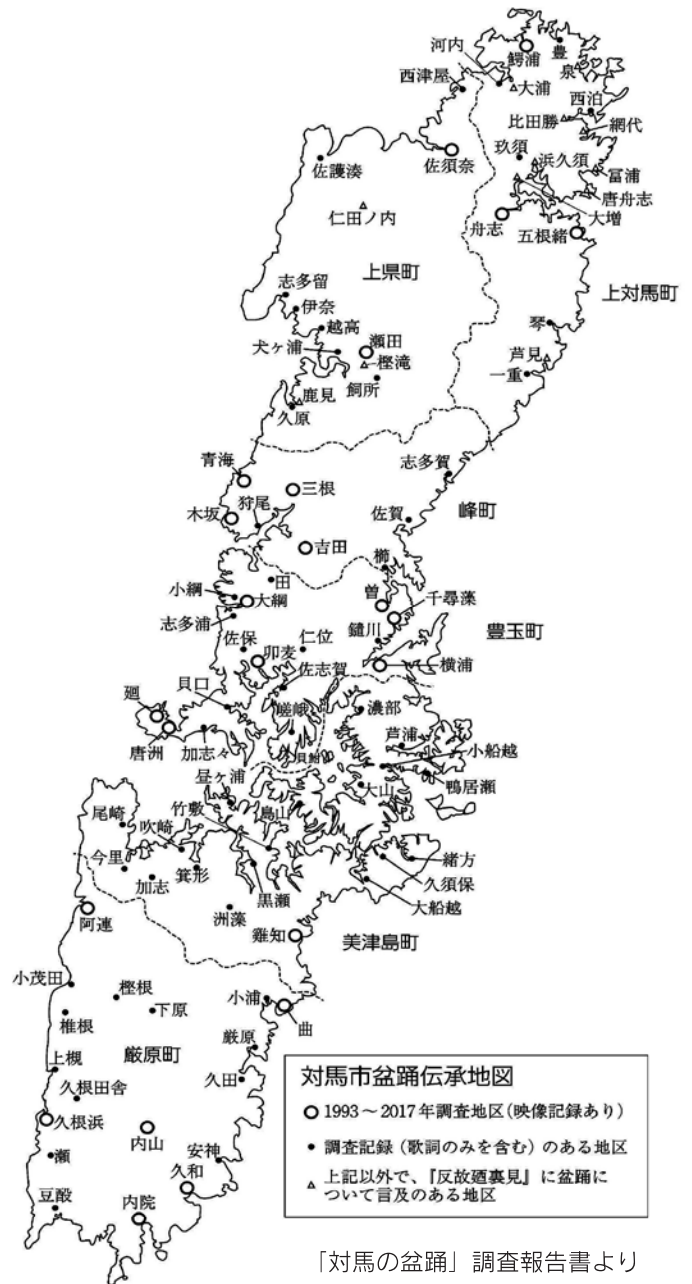 河内
鰐浦
豊
泉
西津屋
大浦
西泊
比田勝
網代
玖須
浜久須
冨浦
佐護湊
佐須奈
唐舟志
大増
仁田ノ内
舟志
五根緒
上県町
上対馬町
志多留
伊奈
越高
犬ヶ浦
瀬田
琴
樫滝
芦見
飼所
一重
鹿見
久原
青海
三根
志多賀
木坂
狩尾
佐賀
峰町
吉田
櫛
田
小綱
大綱
曽
千尋藻
志多浦
鑓川
豊玉町
佐保
仁位
卯麦
佐志賀
横浦
貝口
廻
嵯峨
濃部
芦浦
唐洲
加志々
貝鮒
小船越
昼ヶ浦
鴨居瀬
竹敷
島山
大山
尾崎
吹崎
今里
加志
箕形
緒方
久須保
黒瀬
大船越
阿連
洲藻
雞知
美津島町
小茂田
樫根
下原
小浦
曲
椎根
厳原
厳原町
上槻
久根田舎
久田
久根浜
内山
安神
瀬
久和
豆酘
内院
対馬市盆踊伝承地図
○ 1993～2017年調査地区(映像記録あり)
● 調査記録(歌詞のみを含む)のある地区
△ 上記以外で、『反故廼裏見』に盆踊に
ついて言及のある地区
「対馬の盆踊」調査報告書より